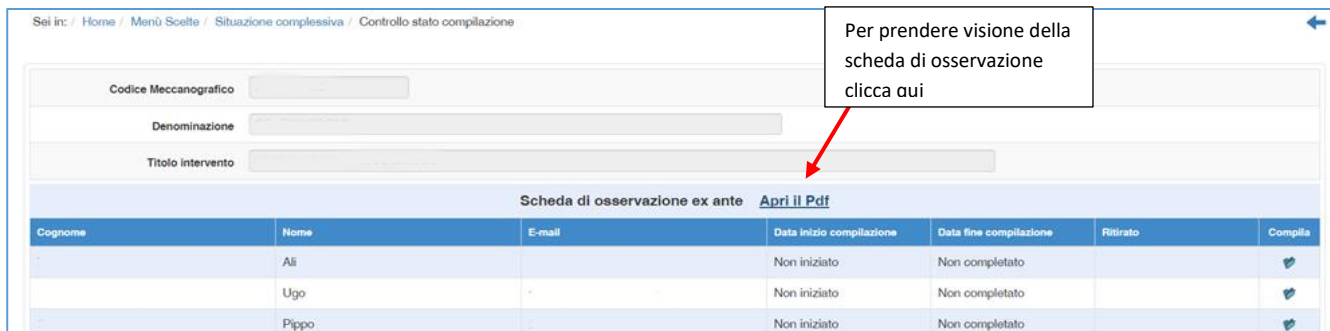 Sei in: / Home / Menù Scelte / Situazione complessiva / Controllo stato compilazione
Per prendere visione della
scheda di osservazione
clicca qui
Codice Meccanografico
Denominazione
Titolo intervento
Scheda di osservazione ex ante Apri il Pdf
Cognome Nome E-mail Data inizio compilazione Data fine compilazione Ritirato Compila
Ali Non iniziato Non completato
Ugo Non iniziato Non completato
Pippo Non iniziato Non completato